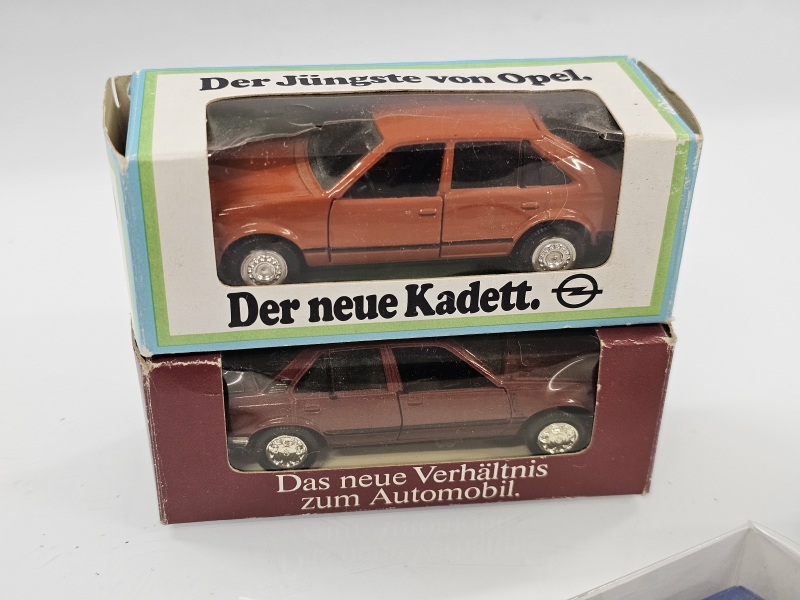 Der Jüngste von Opel.
Der neue Kadett.
Das neue Verhältnis
zum Automobil.